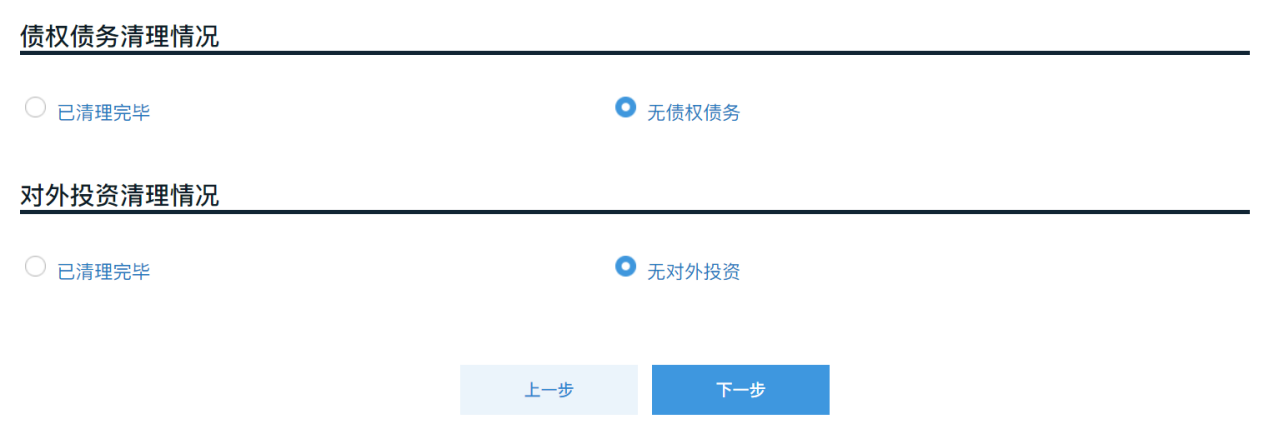 债权债务清理情况
已清理完毕 无债权债务
对外投资清理情况
已清理完毕 无对外投资
上一步 下一步